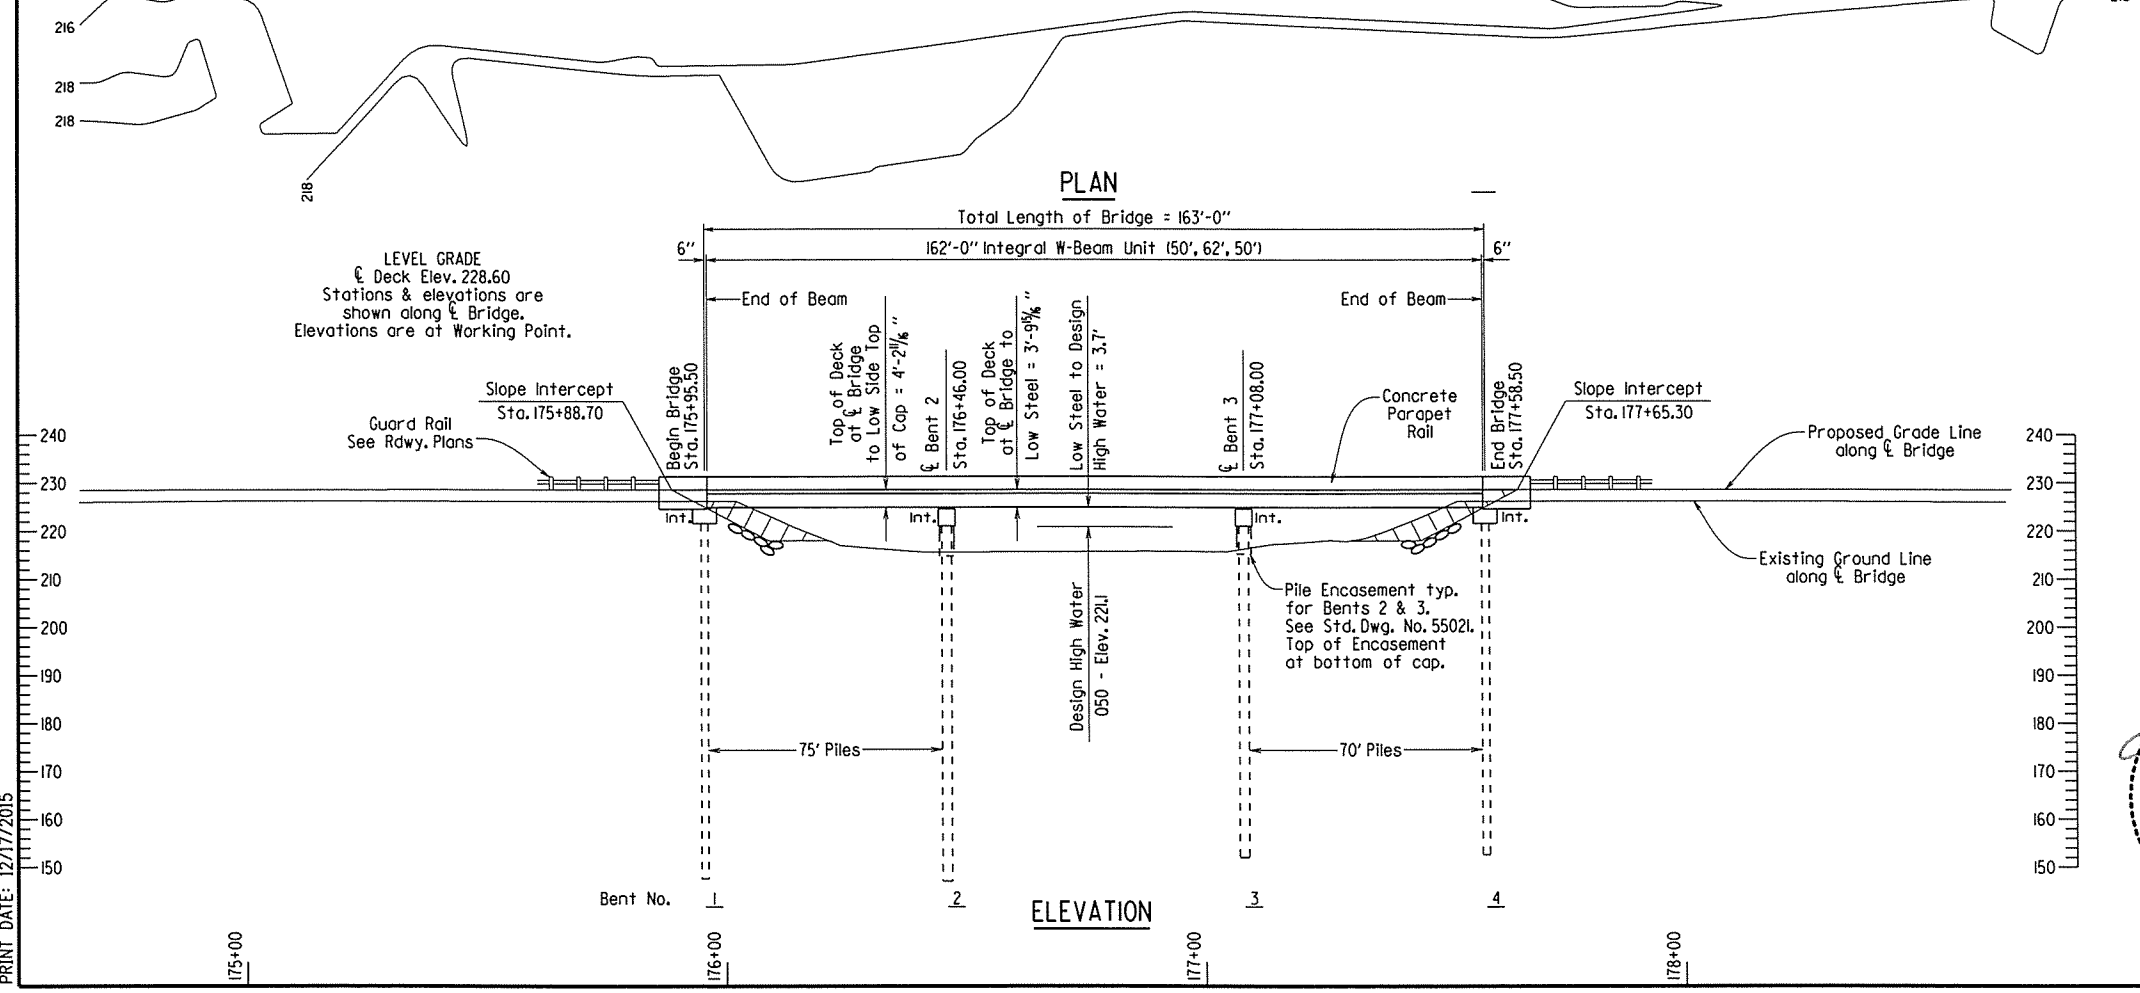 216
218
218
218
PLAN
Total Length of Bridge = 163'-0"
6"
162'-0" Integral W-Beam Unit (50', 62', 50')
6"
LEVEL GRADE
℄ Deck Elev. 228.60
Stations & elevations are
shown along ℄ Bridge.
Elevations are at Working Point.
End of Beam
End of Beam
Slope Intercept
Sta. 175+88.70
Guard Rail
See Rdwy. Plans
Begin Bridge
Sta. 175+95.50
Top of Deck
at ℄ Bridge
to Low Side Top
of Cap = 4'-2 11/16"
℄ Bent 2
Sta. 176+46.00
Top of Deck
at ℄ Bridge to
Low Steel = 3'-9 15/16"
Low Steel to Design
High Water = 3.7'
℄ Bent 3
Sta. 177+08.00
Concrete
Parapet
Rail
End Bridge
Sta. 177+58.50
Slope Intercept
Sta. 177+65.30
Proposed Grade Line
along ℄ Bridge
Existing Ground Line
along ℄ Bridge
240
230
220
210
200
190
180
170
160
150
Int.
Int.
Int.
Int.
240
230
220
210
200
190
180
170
160
150
Pile Encasement typ.
for Bents 2 & 3.
See Std. Dwg. No. 55021.
Top of Encasement
at bottom of cap.
Design High Water
Q50 - Elev. 221.1
75' Piles
70' Piles
Bent No.
1
2
3
4
ELEVATION
175+00
176+00
177+00
178+00
PRINT DATE: 12/17/2015